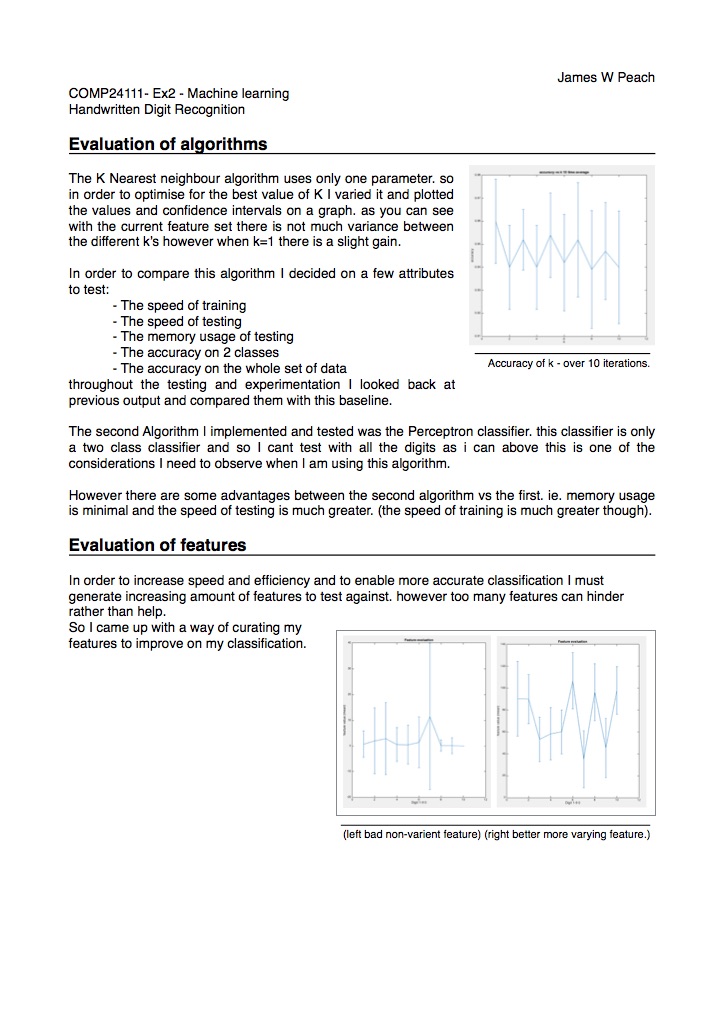 James W Peach
COMP24111- Ex2 - Machine learning
Handwritten Digit Recognition
Evaluation of algorithms
The K Nearest neighbour algorithm uses only one parameter. so
in order to optimise for the best value of K I varied it and plotted
the values and confidence intervals on a graph. as you can see
with the current feature set there is not much variance between
the different k's however when k=1 there is a slight gain.
In order to compare this algorithm I decided on a few attributes
to test:
- The speed of training
- The speed of testing
- The memory usage of testing
- The accuracy on 2 classes
- The accuracy on the whole set of data
throughout the testing and experimentation I looked back at
previous output and compared them with this baseline.
Accuracy of k - over 10 iterations.
The second Algorithm I implemented and tested was the Perceptron classifier. this classifier is only
a two class classifier and so I cant test with all the digits as i can above this is one of the
considerations I need to observe when I am using this algorithm.
However there are some advantages between the second algorithm vs the first. ie. memory usage
is minimal and the speed of testing is much greater. (the speed of training is much greater though).
Evaluation of features
In order to increase speed and efficiency and to enable more accurate classification I must
generate increasing amount of features to test against. however too many features can hinder
rather than help.
So I came up with a way of curating my
features to improve on my classification.
Feature evaluation
Feature evaluation
(left bad non-varient feature) (right better more varying feature.)